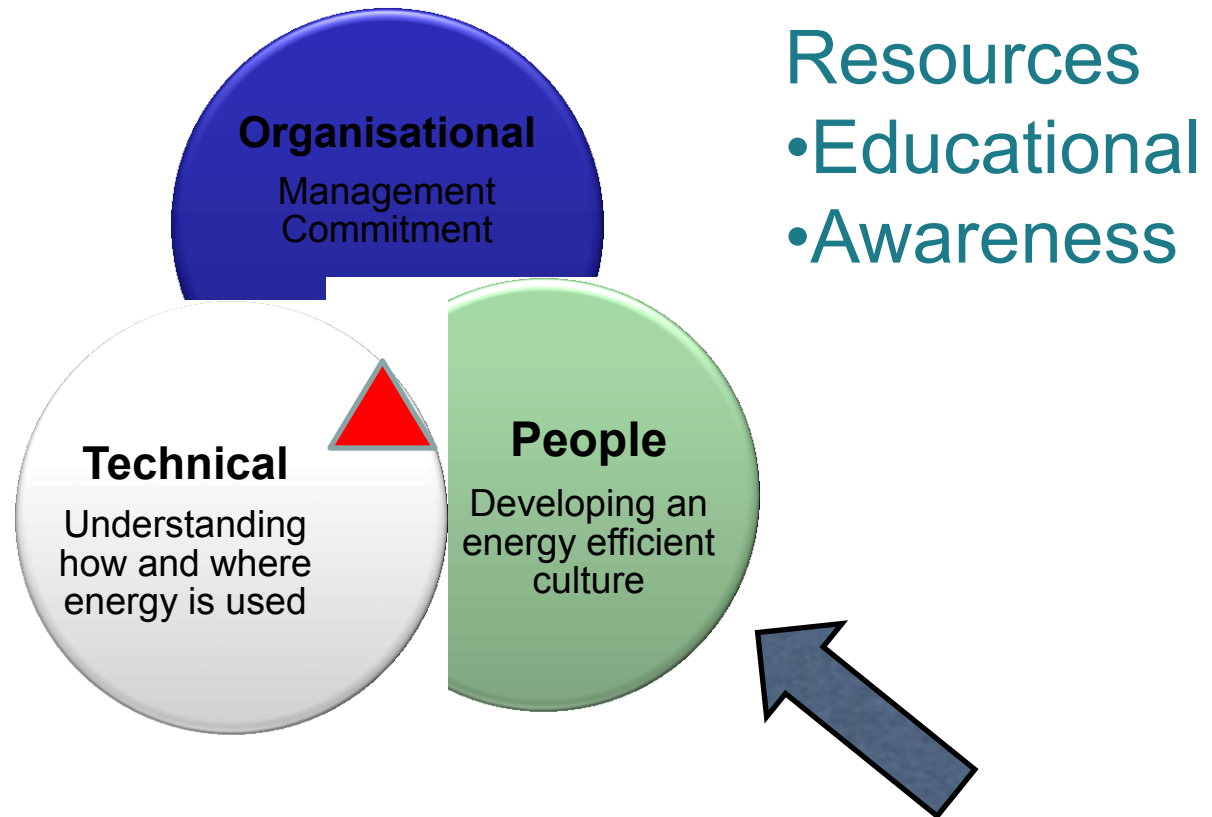 Organisational
Management
Commitment
Resources
•Educational
•Awareness
Technical
Understanding
how and where
energy is used
People
Developing an
energy efficient
culture